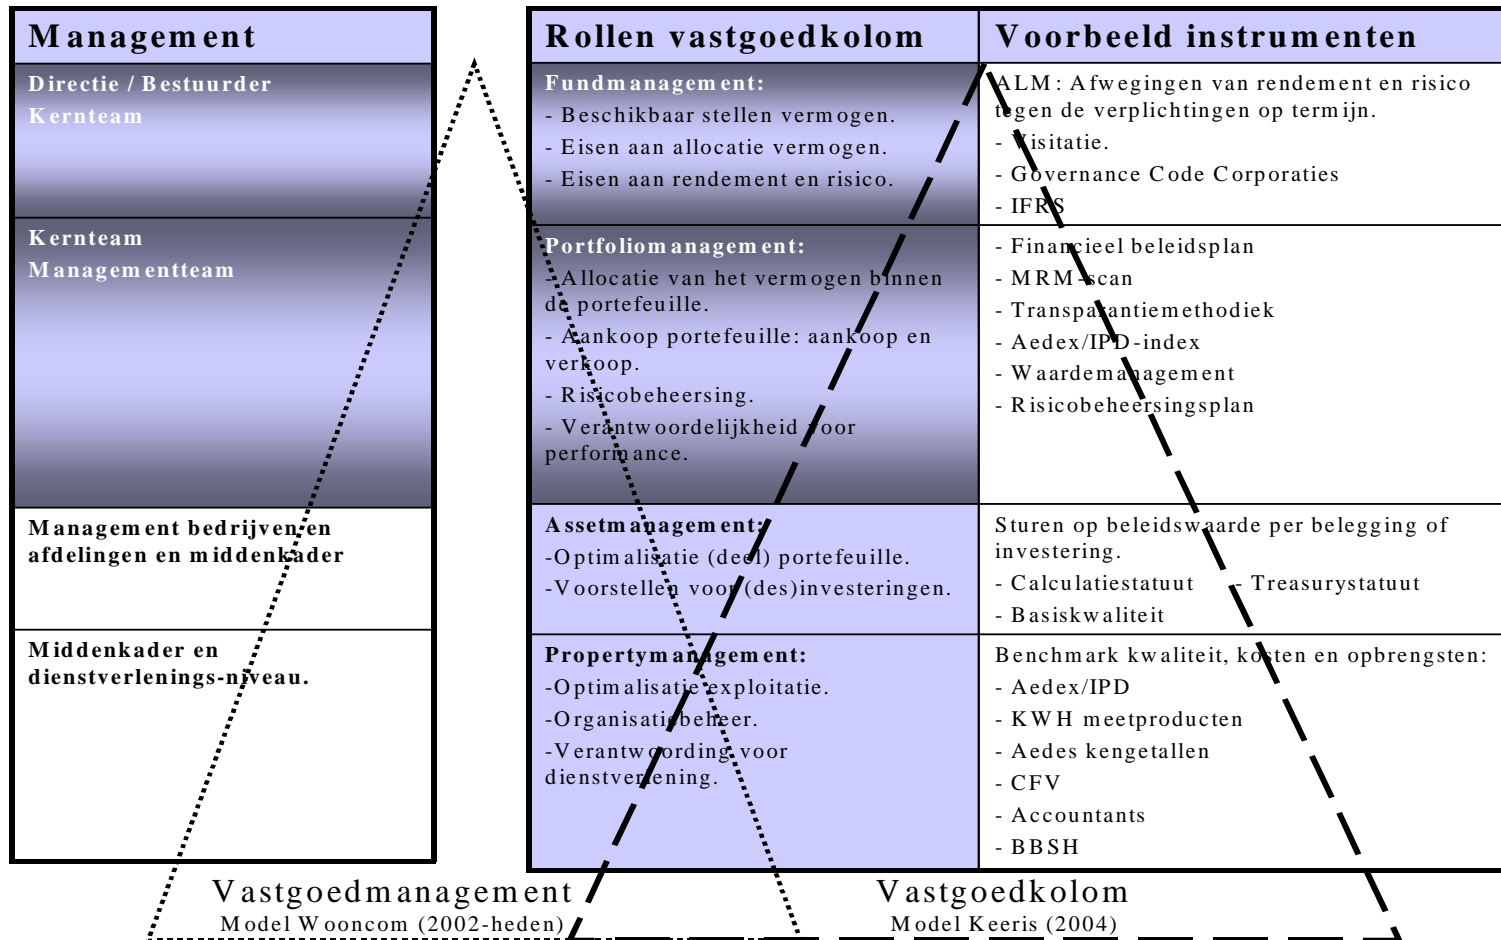 Management
Directie / Bestuurder
Kernteam
Kernteam
Managementteam
Management bedrijven en
afdelingen en middenkader
Middenkader en
dienstverlenings-niveau.
Rollen vastgoedkolom
Voorbeeld instrumenten
Fundmanagement:
- Beschikbaar stellen vermogen.
- Eisen aan allocatie vermogen.
- Eisen aan rendement en risico.
ALM: Afwegingen van rendement en risico
tegen de verplichtingen op termijn.
- Visitatie.
- Governance Code Corporaties
- IFRS
Portfoliomanagement:
- Allocatie van het vermogen binnen
de portefeuille.
- Aankoop portefeuille: aankoop en
verkoop.
- Risicobeheersing.
- Verantwoordelijkheid voor
performance.
- Financieel beleidsplan
- MRM-scan
- Transparantiemethodiek
- Aedex/IPD-index
- Waardemanagement
- Risicobeheersingsplan
Assetmanagement:
-Optimalisatie (deel) portefeuille.
-Voorstellen voor (des)investeringen.
Sturen op beleidswaarde per belegging of
investering.
- Calculatiestatuut - Treasurystatuut
- Basiskwaliteit
Propertymanagement:
-Optimalisatie exploitatie.
-Organisatiebeheer.
-Verantwoording voor
dienstverlening.
Benchmark kwaliteit, kosten en opbrengsten:
- Aedex/IPD
- KWH meetproducten
- Aedes kengetallen
- CFV
- Accountants
- BBSH
Vastgoedmanagement
Model Wooncom (2002-heden)
Vastgoedkolom
Model Keeris (2004)